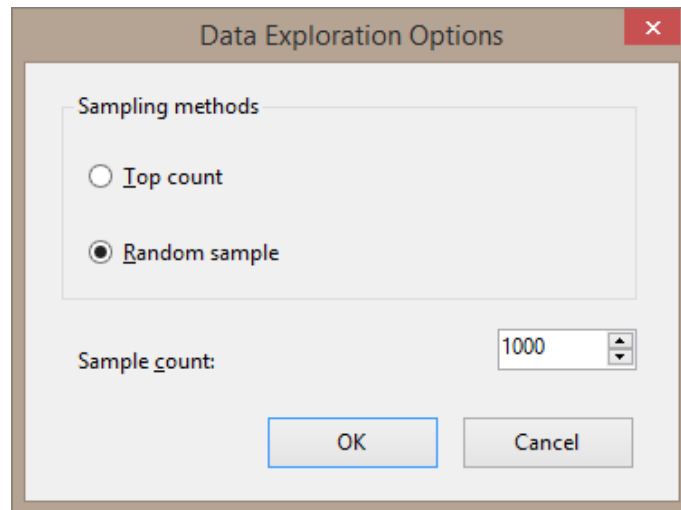 Data Exploration Options
Sampling methods
Top count
Random sample
Sample count:
1000
OK
Cancel